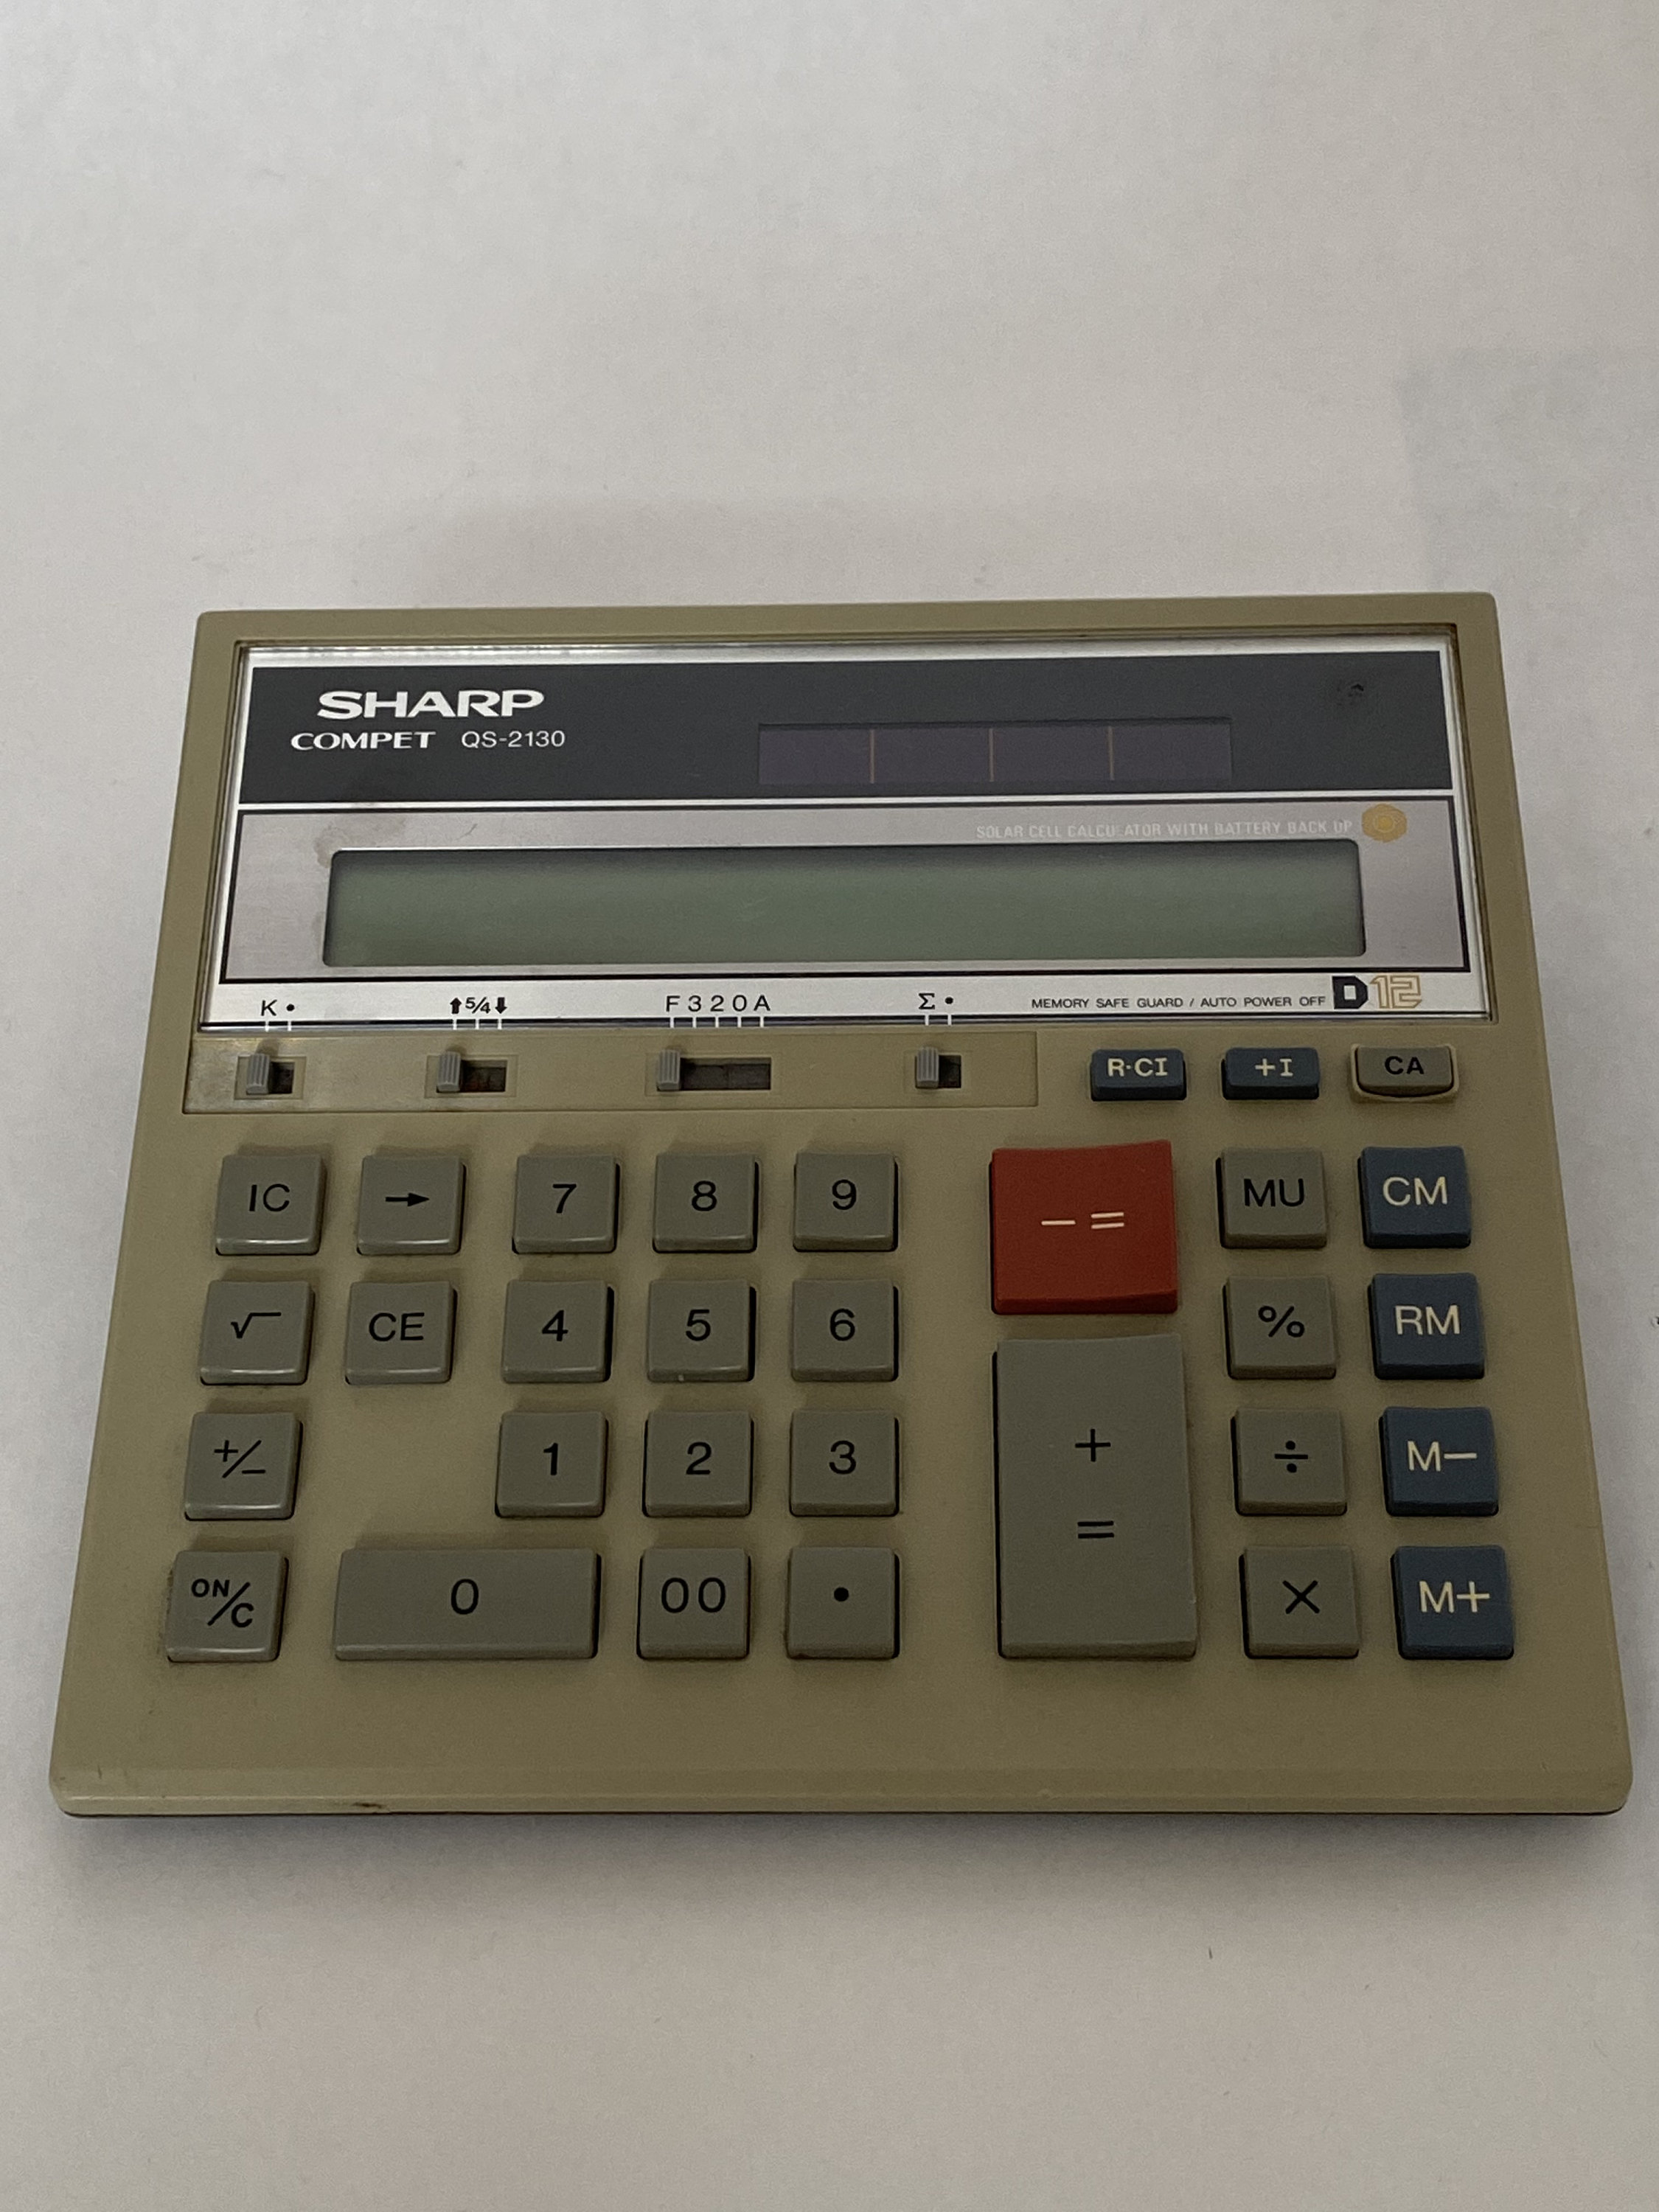 SHARP
COMPET QS-2130
SOLAR CELL CALCULATOR WITH BATTERY BACK UP
K • ↑5/4↓ F 3 2 0 A Σ • MEMORY SAFE GUARD / AUTO POWER OFF D12
R·CI +I CA
IC → 7 8 9 − = MU CM
√ CE 4 5 6 % RM
+/− 1 2 3 + = ÷ M−
ON/C 0 00 • × M+